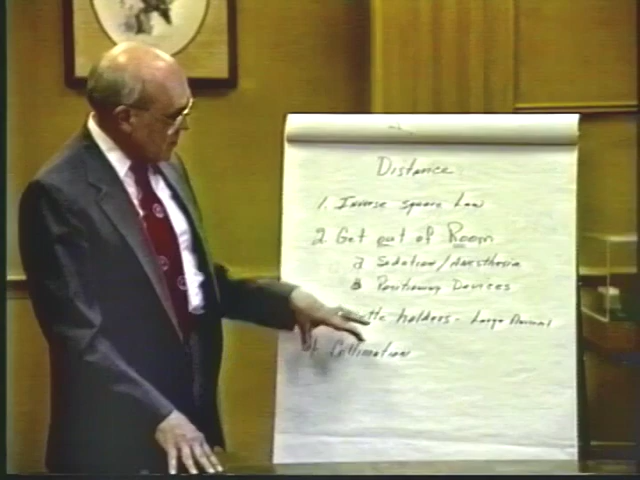 Distance
1. Inverse square Law
2. Get out of Room
a Sedation/Anesthesia
B Positioning Devices
holders - Large Animal
Collimation